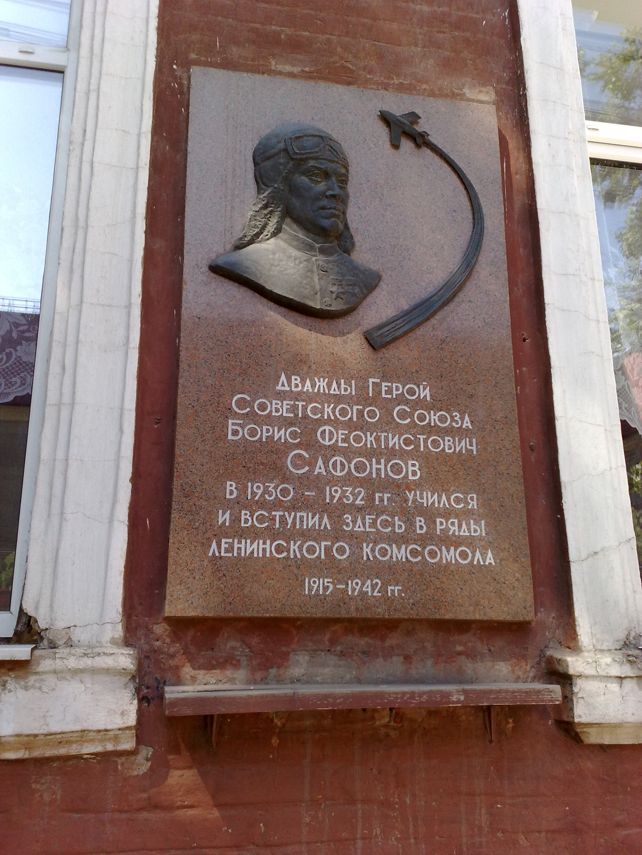 Дважды Герой
Советского Союза
Борис Феоктистович
САФОНОВ
в 1930 – 1932 гг. учился
и вступил здесь в ряды
ленинского комсомола
1915–1942 гг.